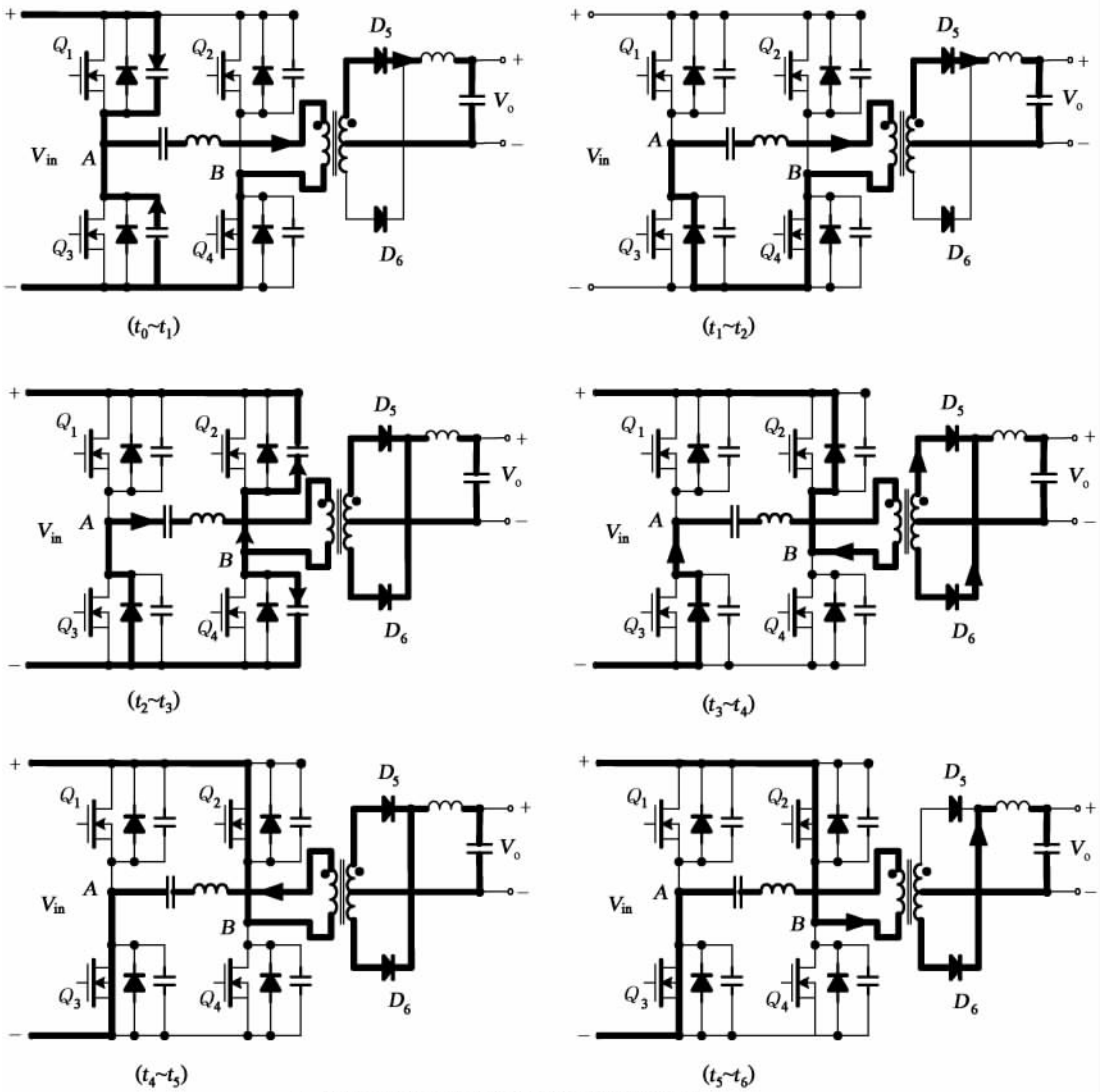 + Q1 Q2 D5 + Vo − Vin A B Q3 Q4 D6 −
(t0~t1)
+ Q1 Q2 D5 + Vo − Vin A B Q3 Q4 D6 −
(t1~t2)
+ Q1 Q2 D5 + Vo − Vin A B Q3 Q4 D6 −
(t2~t3)
+ Q1 Q2 D5 + Vo − Vin A B Q3 Q4 D6 −
(t3~t4)
+ Q1 Q2 D5 + Vo − Vin A B Q3 Q4 D6 −
(t4~t5)
+ Q1 Q2 D5 + Vo − Vin A B Q3 Q4 D6 −
(t5~t6)